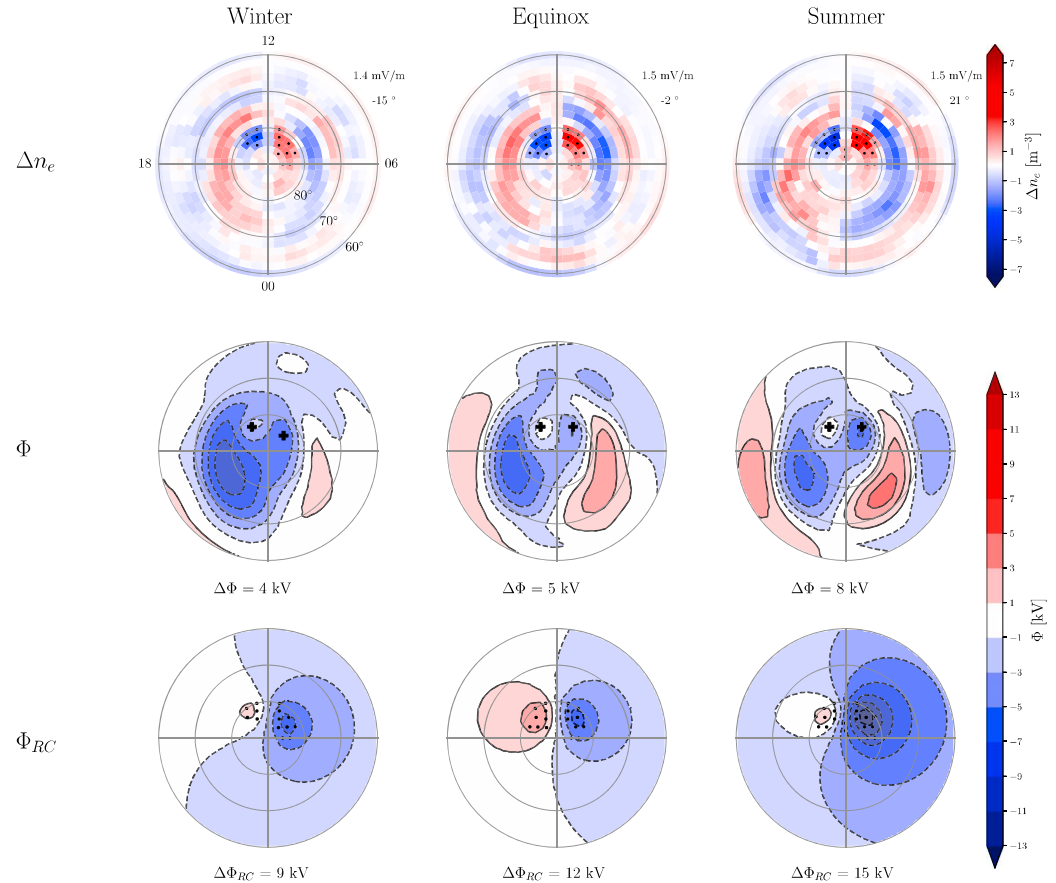 Winter Equinox Summer
12
1.4 mV/m 1.5 mV/m 1.5 mV/m
-15 ° -2 ° 21 °
Δnₑ
18 06
80°
70°
60°
00
7
5
3
1
-1
-3
-5
-7
Δnₑ [m⁻³]
Φ
ΔΦ = 4 kV ΔΦ = 5 kV ΔΦ = 8 kV
13
11
9
7
5
3
1
−1
−3
−5
−7
−9
−11
−13
Φ [kV]
Φ_RC
ΔΦ_RC = 9 kV ΔΦ_RC = 12 kV ΔΦ_RC = 15 kV